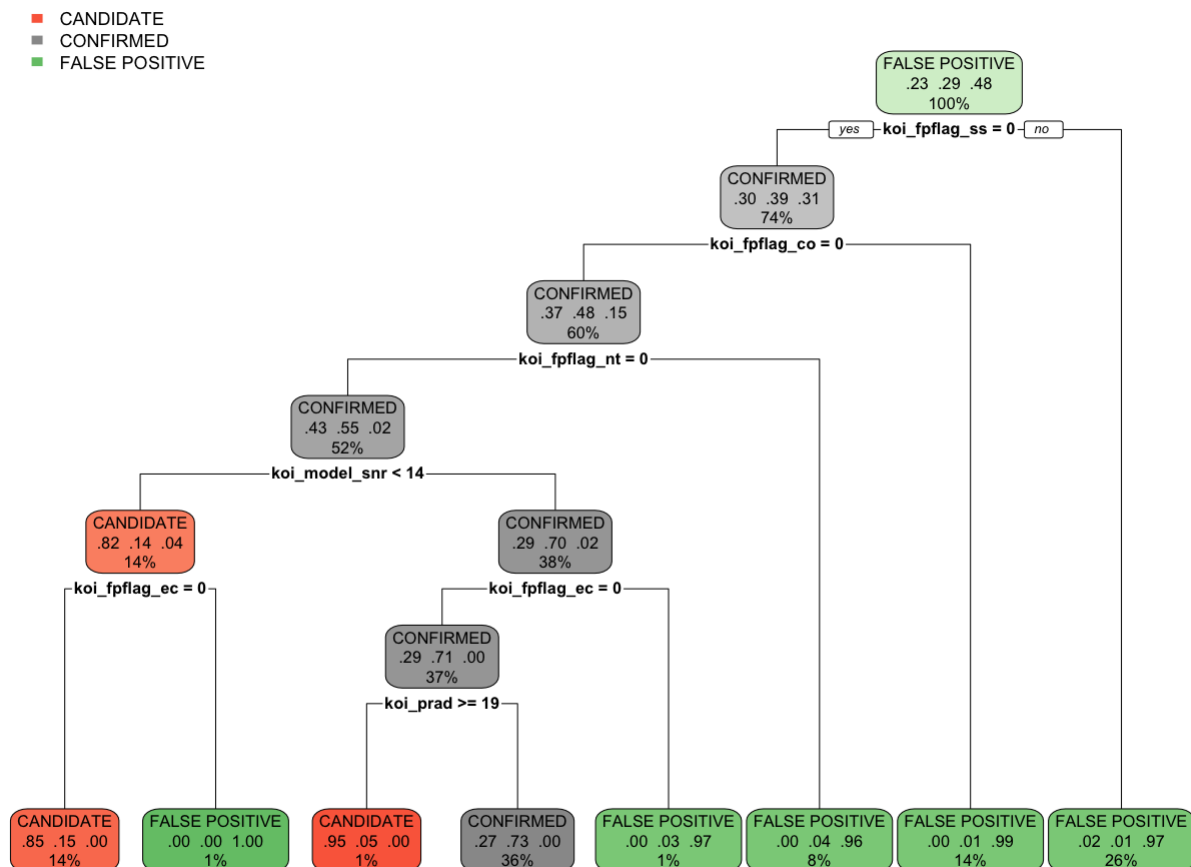 CANDIDATE
CONFIRMED
FALSE POSITIVE
FALSE POSITIVE
.23 .29 .48
100%
yes koi_fpflag_ss = 0 no
CONFIRMED
.30 .39 .31
74%
koi_fpflag_co = 0
CONFIRMED
.37 .48 .15
60%
koi_fpflag_nt = 0
CONFIRMED
.43 .55 .02
52%
koi_model_snr < 14
CANDIDATE
.82 .14 .04
14%
koi_fpflag_ec = 0
CONFIRMED
.29 .70 .02
38%
koi_fpflag_ec = 0
CONFIRMED
.29 .71 .00
37%
koi_prad >= 19
CANDIDATE
.85 .15 .00
14%
FALSE POSITIVE
.00 .00 1.00
1%
CANDIDATE
.95 .05 .00
1%
CONFIRMED
.27 .73 .00
36%
FALSE POSITIVE
.00 .03 .97
1%
FALSE POSITIVE
.00 .04 .96
8%
FALSE POSITIVE
.00 .01 .99
14%
FALSE POSITIVE
.02 .01 .97
26%